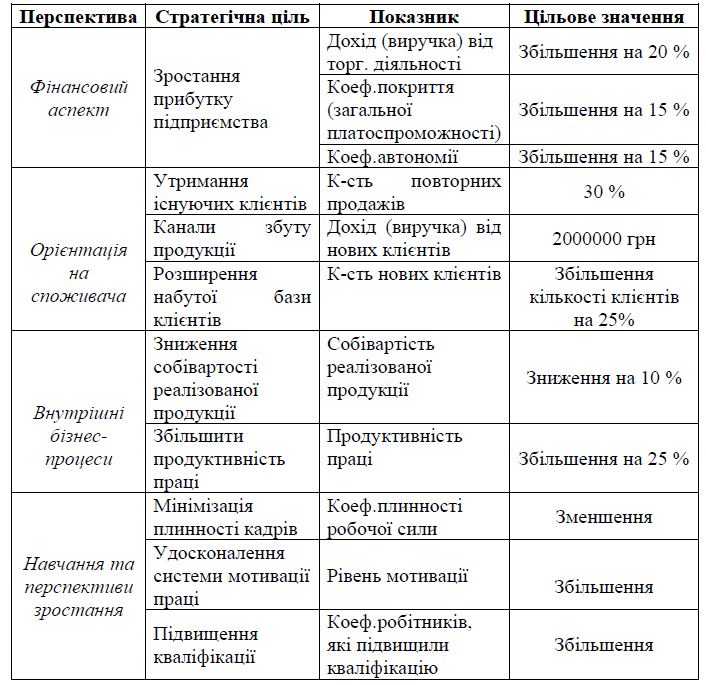 Перспектива Стратегічна ціль Показник Цільове значення
Фінансовий
аспект
Зростання
прибутку
підприємства
Дохід (виручка) від
торг. діяльності
Збільшення на 20 %
Коеф.покриття
(загальної
платоспроможності)
Збільшення на 15 %
Коеф.автономії
Збільшення на 15 %
Орієнтація
на
споживача
Утримання
існуючих клієнтів
К-сть повторних
продажів
30 %
Канали збуту
продукції
Дохід (виручка) від
нових клієнтів
2000000 грн
Розширення
набутої бази
клієнтів
К-сть нових клієнтів
Збільшення
кількості клієнтів
на 25%
Внутрішні
бізнес-
процеси
Зниження
собівартості
реалізованої
продукції
Собівартість
реалізованої
продукції
Зниження на 10 %
Збільшити
продуктивність
праці
Продуктивність
праці
Збільшення на 25 %
Навчання та
перспективи
зростання
Мінімізація
плинності кадрів
Коеф.плинності
робочої сили
Зменшення
Удосконалення
системи мотивації
праці
Рівень мотивації
Збільшення
Підвищення
кваліфікації
Коеф.робітників,
які підвищили
кваліфікацію
Збільшення